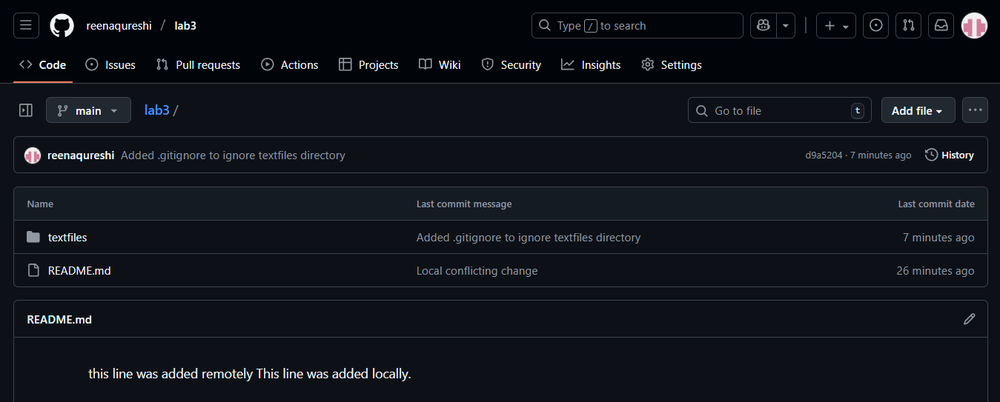 reenaqureshi / lab3
Type / to search
Code Issues Pull requests Actions Projects Wiki Security Insights Settings
main lab3 / Go to file t Add file ...
reenaqureshi Added .gitignore to ignore textfiles directory d9a5204 · 7 minutes ago History
Name Last commit message Last commit date
textfiles Added .gitignore to ignore textfiles directory 7 minutes ago
README.md Local conflicting change 26 minutes ago
README.md
this line was added remotely This line was added locally.